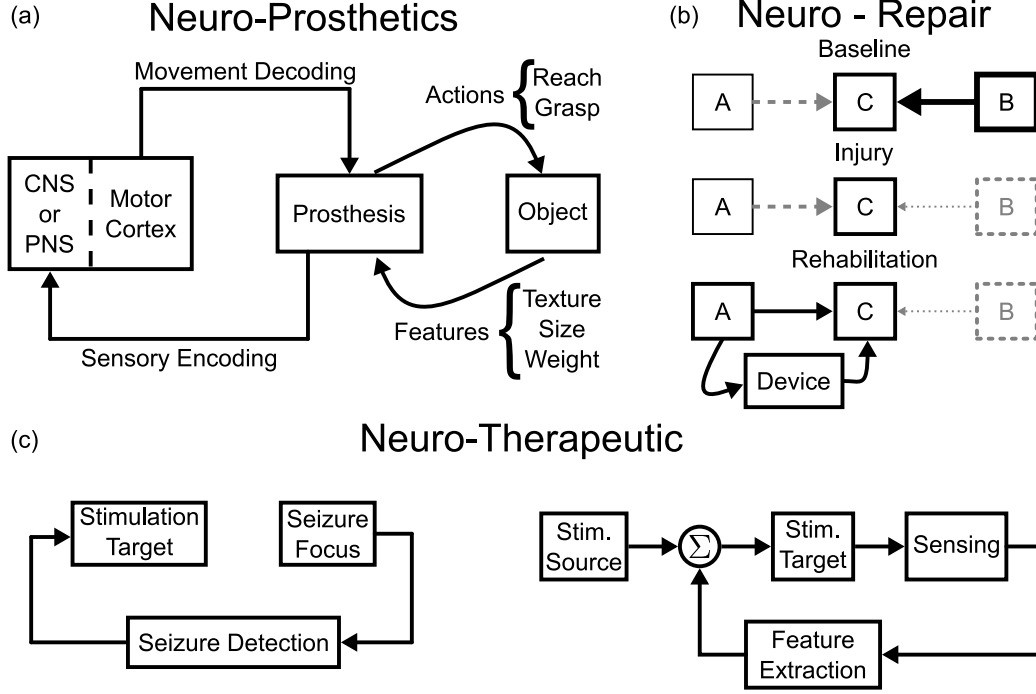 (a)
Neuro-Prosthetics
Movement Decoding
Actions
Reach
Grasp
CNS
or
PNS
Motor
Cortex
Prosthesis
Object
Features
Texture
Size
Weight
Sensory Encoding
(b)
Neuro - Repair
Baseline
A
C
B
Injury
A
C
B
Rehabilitation
A
C
B
Device
(c)
Neuro-Therapeutic
Stimulation
Target
Seizure
Focus
Seizure Detection
Stim.
Source
Σ
Stim.
Target
Sensing
Feature
Extraction